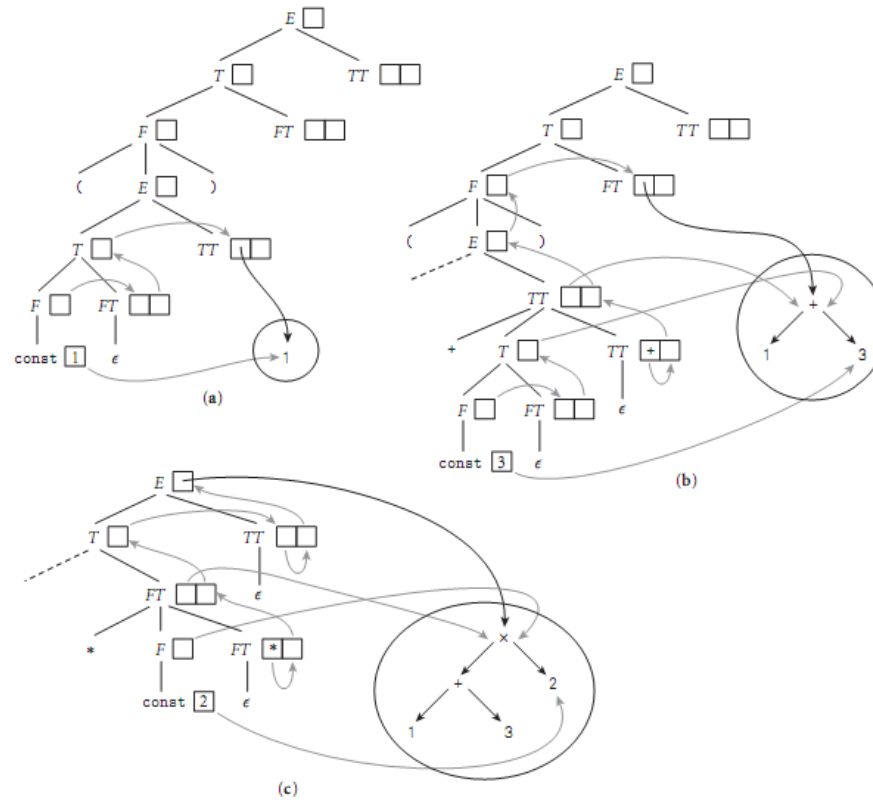 E
T TT
F FT
( )
E
T TT
F FT
const 1 ϵ
1
(a)
E
T TT
F FT
( )
E
TT
+
T TT +
F FT ϵ
const 3 ϵ
+
1 3
(b)
E
T TT
FT ϵ
*
F FT *
const 2 ϵ
×
+ 2
1 3
(c)